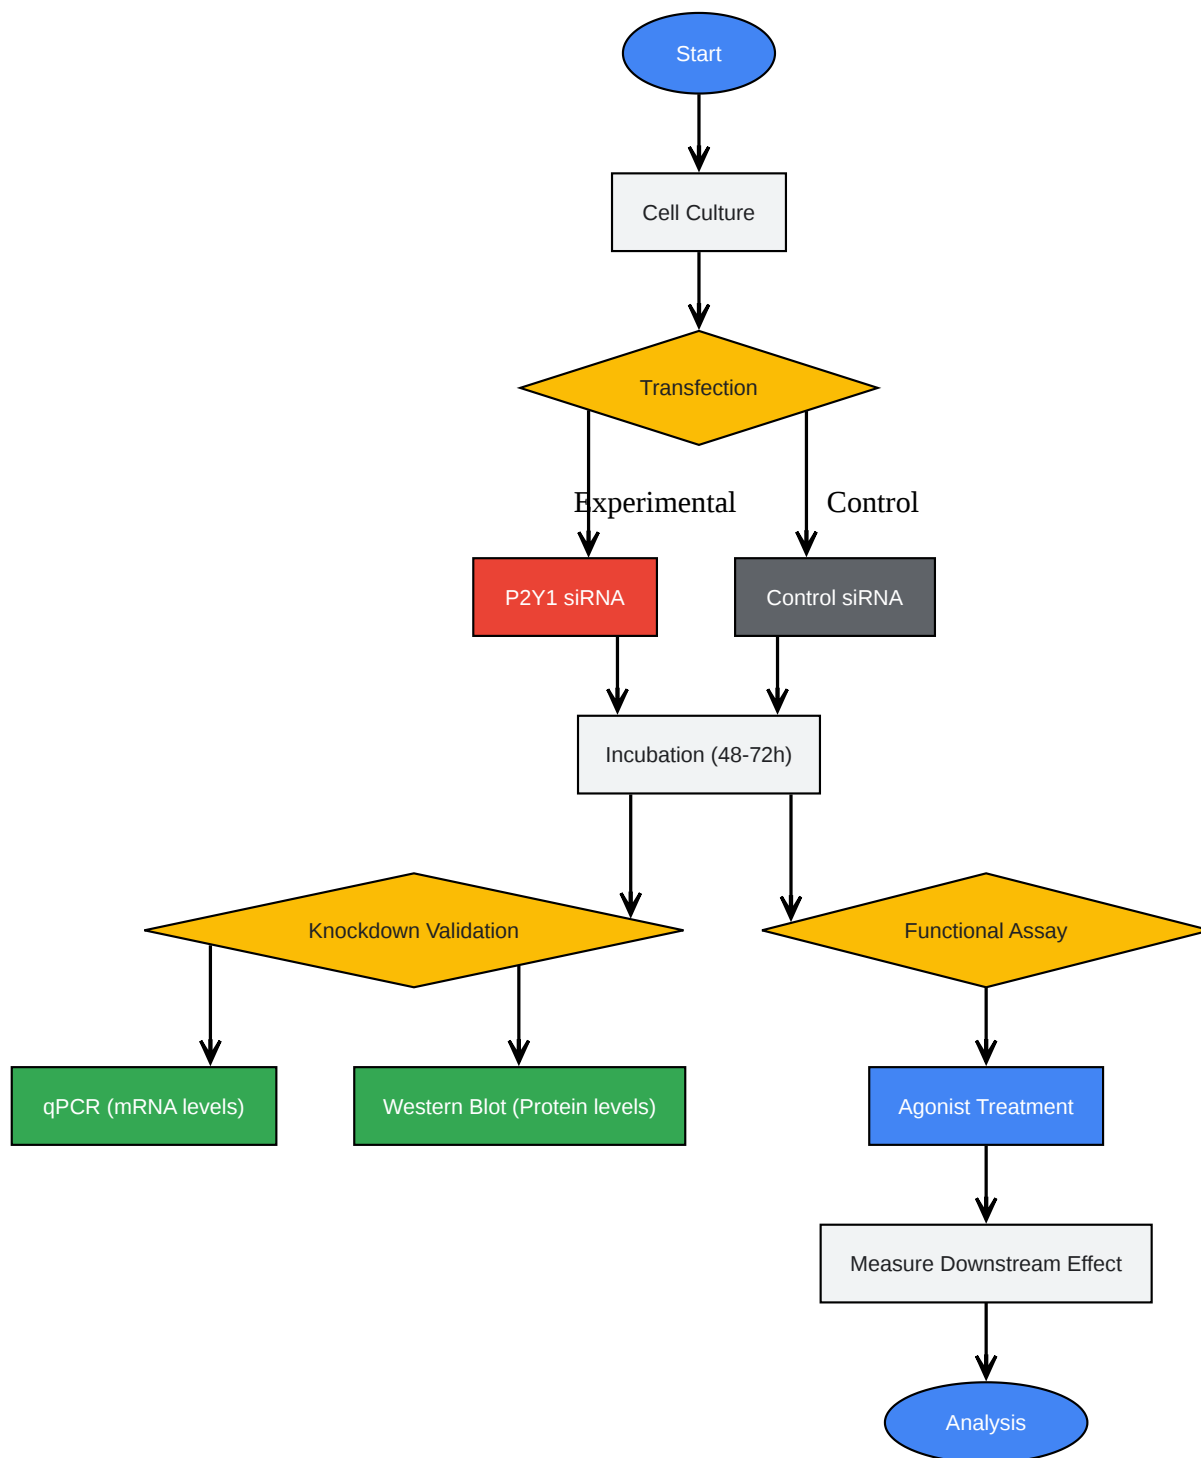 Start
Cell Culture
Transfection
Experimental
Control
P2Y1 siRNA
Control siRNA
Incubation (48-72h)
Knockdown Validation
Functional Assay
qPCR (mRNA levels)
Western Blot (Protein levels)
Agonist Treatment
Measure Downstream Effect
Analysis